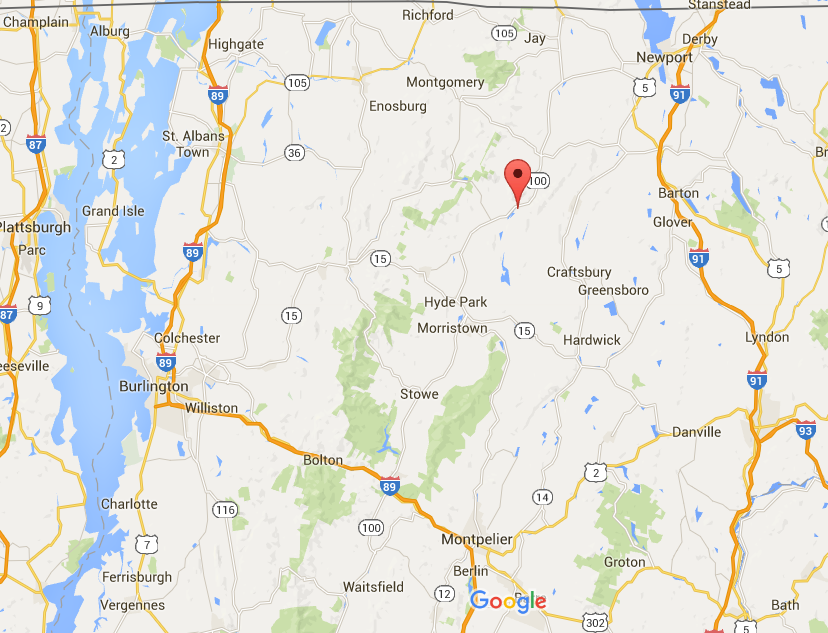 Champlain
Alburg
Richford
Stanstead
105
Jay
Derby
Highgate
Newport
105
Montgomery
5
89
91
Enosburg
2
St. Albans
Town
87
36
2
100
Barton
Grand Isle
Glover
Plattsburgh
Parc
89
15
91
5
Craftsbury
Greensboro
9
Hyde Park
87
15
Morristown
15
Colchester
Hardwick
Lyndon
89
eeseville
91
Burlington
Stowe
Williston
Danville
93
Bolton
2
89
14
Charlotte
116
100
7
Montpelier
Groton
Berlin
Ferrisburgh
Waitsfield
12
Google
Vergennes
Bath
302
5